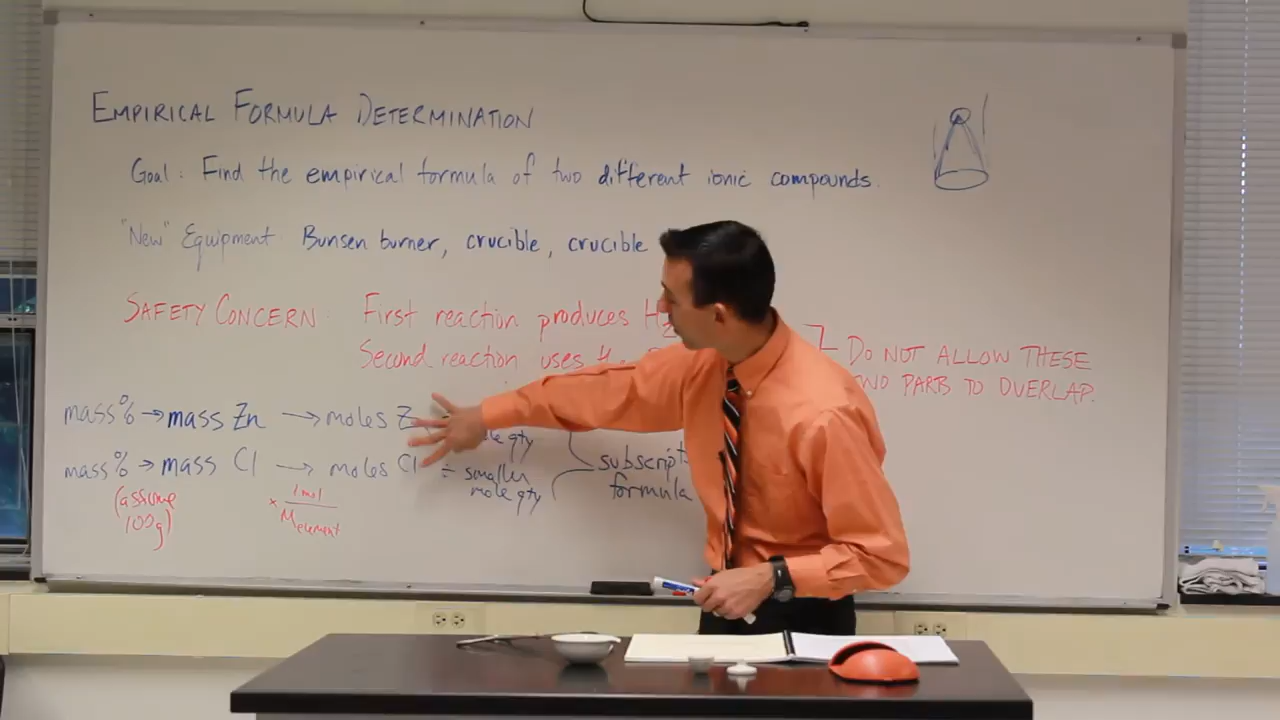 EMPIRICAL FORMULA DETERMINATION
Goal: Find the empirical formula of two different ionic compounds.
"New" Equipment Bunsen burner, crucible, crucible
SAFETY CONCERN: First reaction produces H2
Second reaction uses
DO NOT ALLOW THESE
TWO PARTS TO OVERLAP.
mass% → mass Zn → moles Zn
mole qty
mass% → mass Cl → moles Cl ÷ smaller
mole qty
(assume
100g)
× 1 mol
M element
subscript
formula